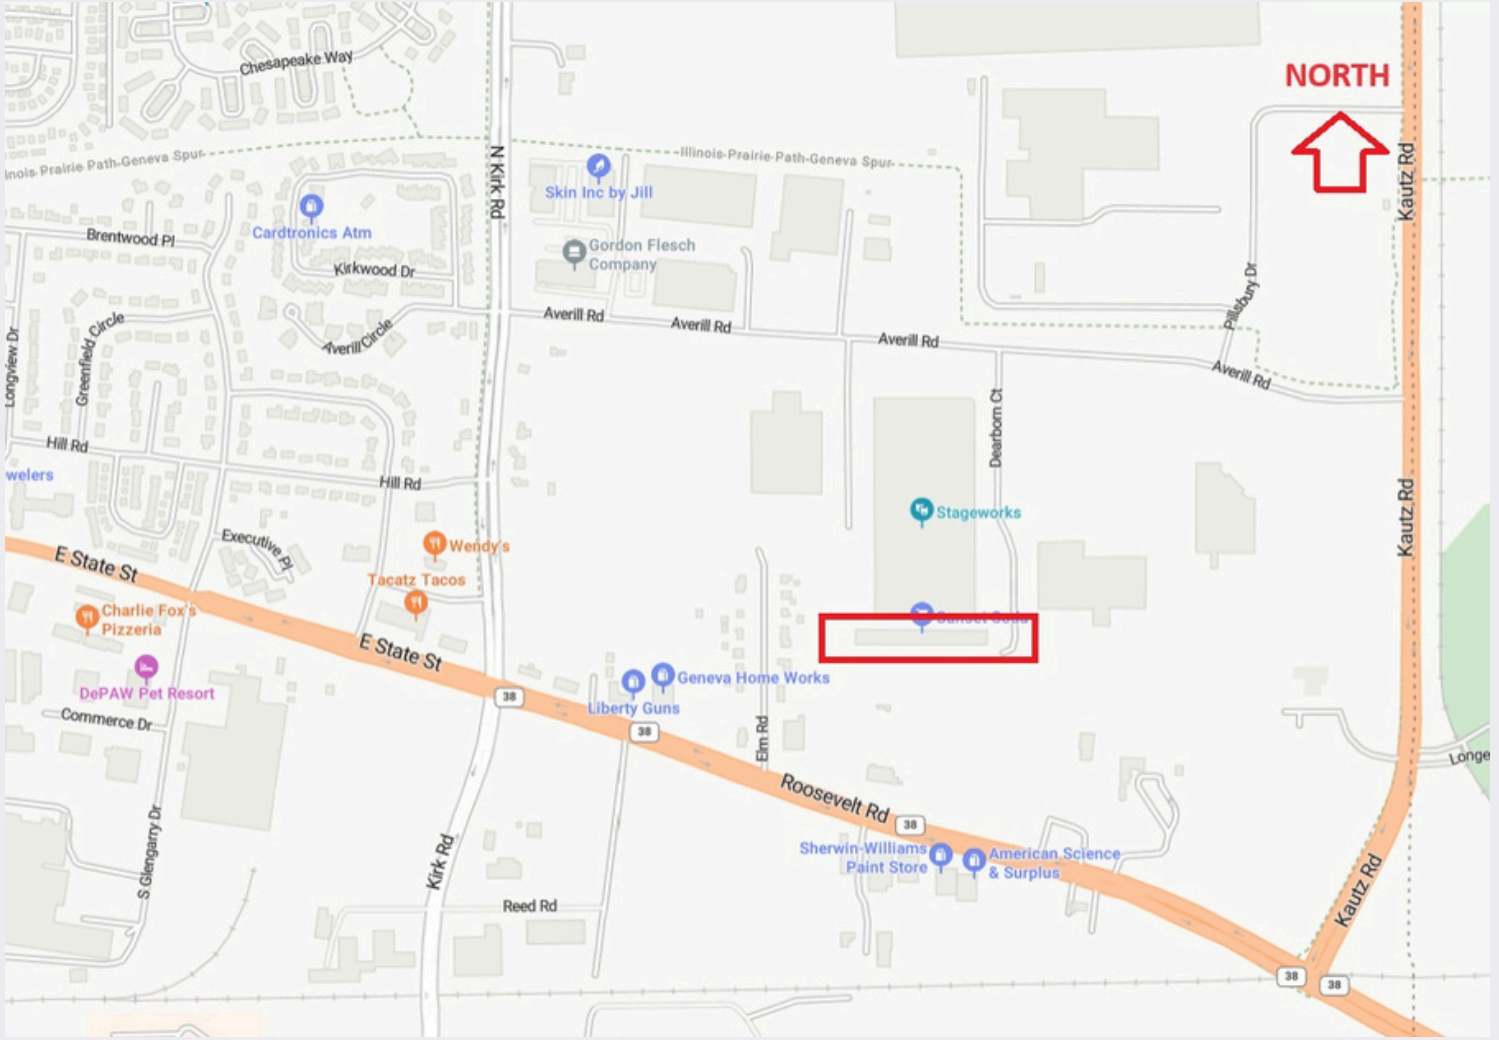 Chesapeake Way
NORTH
Illinois-Prairie-Path-Geneva Spur
inois-Prairie Path-Geneva Spur
N Kirk Rd
Kautz Rd
Skin Inc by Jill
Cardtronics Atm
Brentwood Pl
Gordon Flesch
Company
Kirkwood Dr
Pillsbury Dr
Averill Rd
Averill Rd
Averill Rd
Averill Rd
Averill Circle
Greenfield Circle
Longview Dr
Dearborn Ct
Hill Rd
Hill Rd
welers
Stageworks
Kautz Rd
Executive Pl
Wendy's
E State St
Tacatz Tacos
Charlie Fox's
Pizzeria
Sunset Soda
E State St
DePAW Pet Resort
Geneva Home Works
Liberty Guns
38
38
Commerce Dr
Elm Rd
Longe
Roosevelt Rd
38
S Glengarry Dr
Kirk Rd
Sherwin-Williams
Paint Store
American Science
& Surplus
Kautz Rd
Reed Rd
38
38